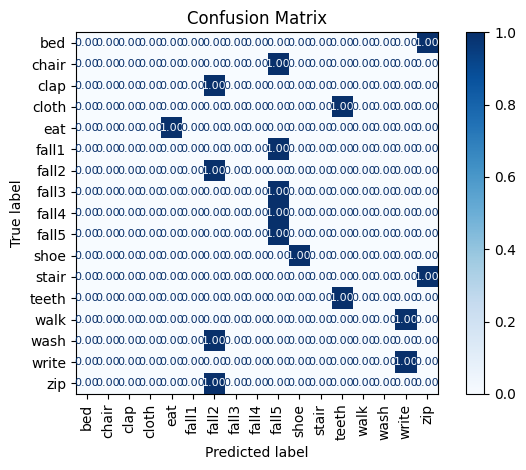 Confusion Matrix
bed 0.00 0.00 0.00 0.00 0.00 0.00 0.00 0.00 0.00 0.00 0.00 0.00 0.00 0.00 0.00 0.00 1.00
chair 0.00 0.00 0.00 0.00 0.00 0.00 0.00 0.00 0.00 1.00 0.00 0.00 0.00 0.00 0.00 0.00 0.00
clap 0.00 0.00 0.00 0.00 0.00 0.00 1.00 0.00 0.00 0.00 0.00 0.00 0.00 0.00 0.00 0.00 0.00
cloth 0.00 0.00 0.00 0.00 0.00 0.00 0.00 0.00 0.00 0.00 0.00 0.00 1.00 0.00 0.00 0.00 0.00
eat 0.00 0.00 0.00 0.00 1.00 0.00 0.00 0.00 0.00 0.00 0.00 0.00 0.00 0.00 0.00 0.00 0.00
fall1 0.00 0.00 0.00 0.00 0.00 0.00 0.00 0.00 0.00 1.00 0.00 0.00 0.00 0.00 0.00 0.00 0.00
fall2 0.00 0.00 0.00 0.00 0.00 0.00 1.00 0.00 0.00 0.00 0.00 0.00 0.00 0.00 0.00 0.00 0.00
fall3 0.00 0.00 0.00 0.00 0.00 0.00 0.00 0.00 0.00 1.00 0.00 0.00 0.00 0.00 0.00 0.00 0.00
fall4 0.00 0.00 0.00 0.00 0.00 0.00 0.00 0.00 0.00 1.00 0.00 0.00 0.00 0.00 0.00 0.00 0.00
fall5 0.00 0.00 0.00 0.00 0.00 0.00 0.00 0.00 0.00 1.00 0.00 0.00 0.00 0.00 0.00 0.00 0.00
shoe 0.00 0.00 0.00 0.00 0.00 0.00 0.00 0.00 0.00 0.00 1.00 0.00 0.00 0.00 0.00 0.00 0.00
stair 0.00 0.00 0.00 0.00 0.00 0.00 0.00 0.00 0.00 0.00 0.00 0.00 0.00 0.00 0.00 0.00 1.00
teeth 0.00 0.00 0.00 0.00 0.00 0.00 0.00 0.00 0.00 0.00 0.00 0.00 1.00 0.00 0.00 0.00 0.00
walk 0.00 0.00 0.00 0.00 0.00 0.00 0.00 0.00 0.00 0.00 0.00 0.00 0.00 0.00 0.00 1.00 0.00
wash 0.00 0.00 0.00 0.00 0.00 0.00 1.00 0.00 0.00 0.00 0.00 0.00 0.00 0.00 0.00 0.00 0.00
write 0.00 0.00 0.00 0.00 0.00 0.00 0.00 0.00 0.00 0.00 0.00 0.00 0.00 0.00 0.00 1.00 0.00
zip 0.00 0.00 0.00 0.00 0.00 0.00 1.00 0.00 0.00 0.00 0.00 0.00 0.00 0.00 0.00 0.00 0.00
True label
bed chair clap cloth eat fall1 fall2 fall3 fall4 fall5 shoe stair teeth walk wash write zip
Predicted label
1.0
0.8
0.6
0.4
0.2
0.0